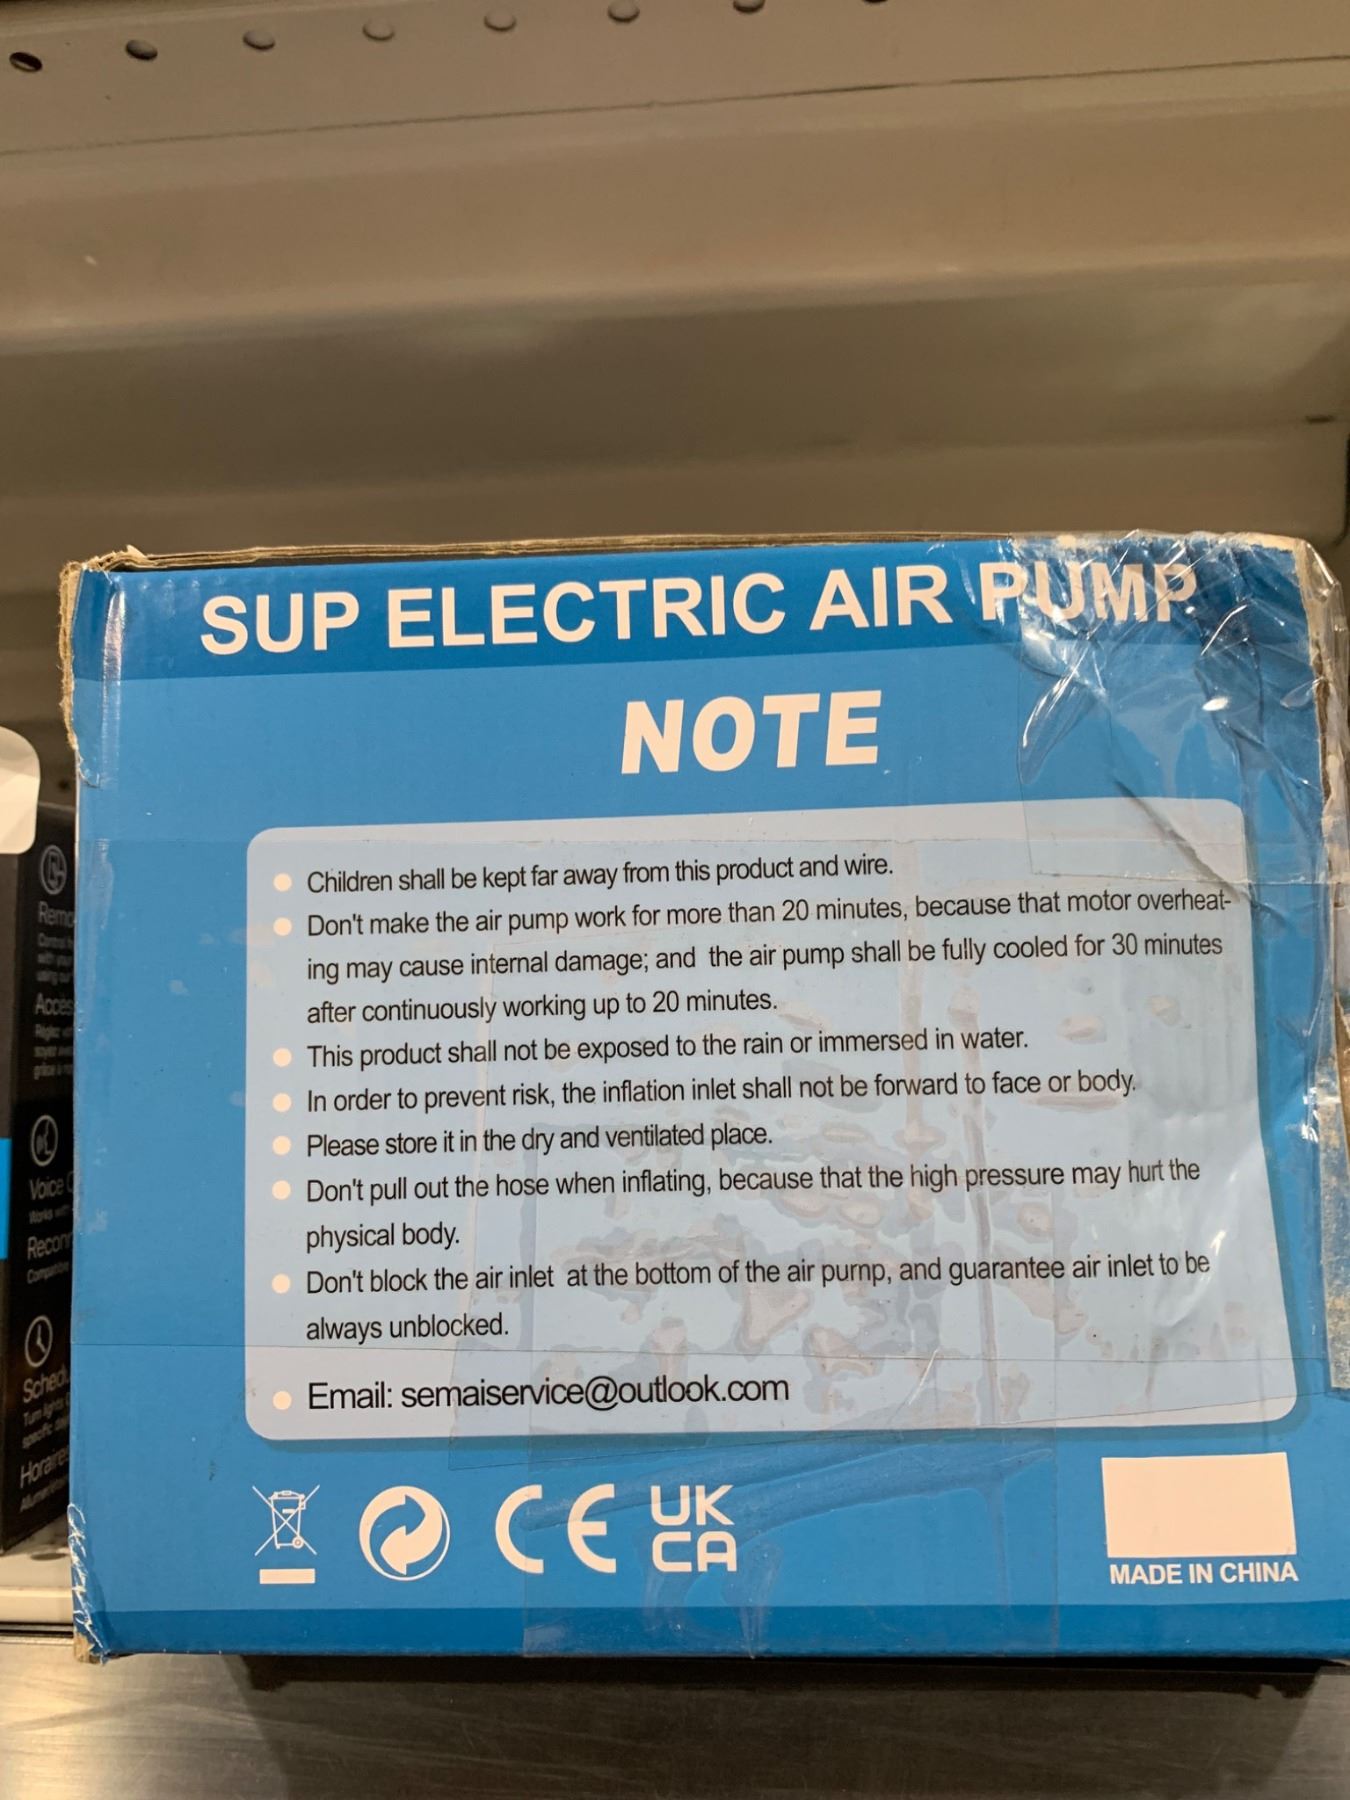 SUP ELECTRIC AIR PUMP
NOTE
Children shall be kept far away from this product and wire.
Don't make the air pump work for more than 20 minutes, because that motor overheat-
ing may cause internal damage; and the air pump shall be fully cooled for 30 minutes
after continuously working up to 20 minutes.
This product shall not be exposed to the rain or immersed in water.
In order to prevent risk, the inflation inlet shall not be forward to face or body.
Please store it in the dry and ventilated place.
Don't pull out the hose when inflating, because that the high pressure may hurt the
physical body.
Don't block the air inlet at the bottom of the air purnp, and guarantee air inlet to be
always unblocked.
Email: semaiservice@outlook.com
CE
UK
CA
MADE IN CHINA
Voice